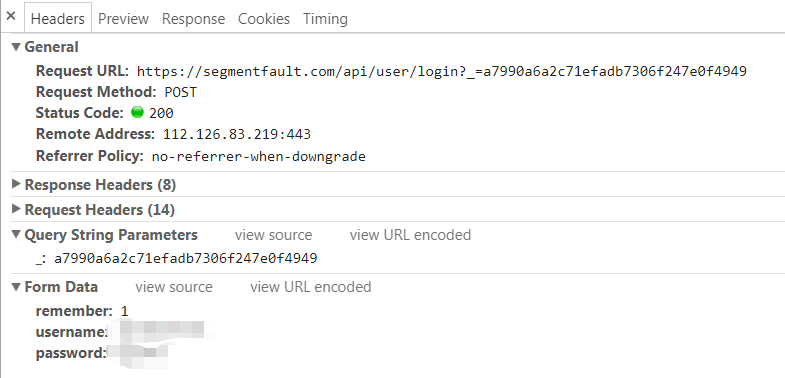 × Headers Preview Response Cookies Timing
▼ General
Request URL: https://segmentfault.com/api/user/login?_=a7990a6a2c71efadb7306f247e0f4949
Request Method: POST
Status Code: 200
Remote Address: 112.126.83.219:443
Referrer Policy: no-referrer-when-downgrade
▶ Response Headers (8)
▶ Request Headers (14)
▼ Query String Parameters view source view URL encoded
_: a7990a6a2c71efadb7306f247e0f4949
▼ Form Data view source view URL encoded
remember: 1
username:
password: